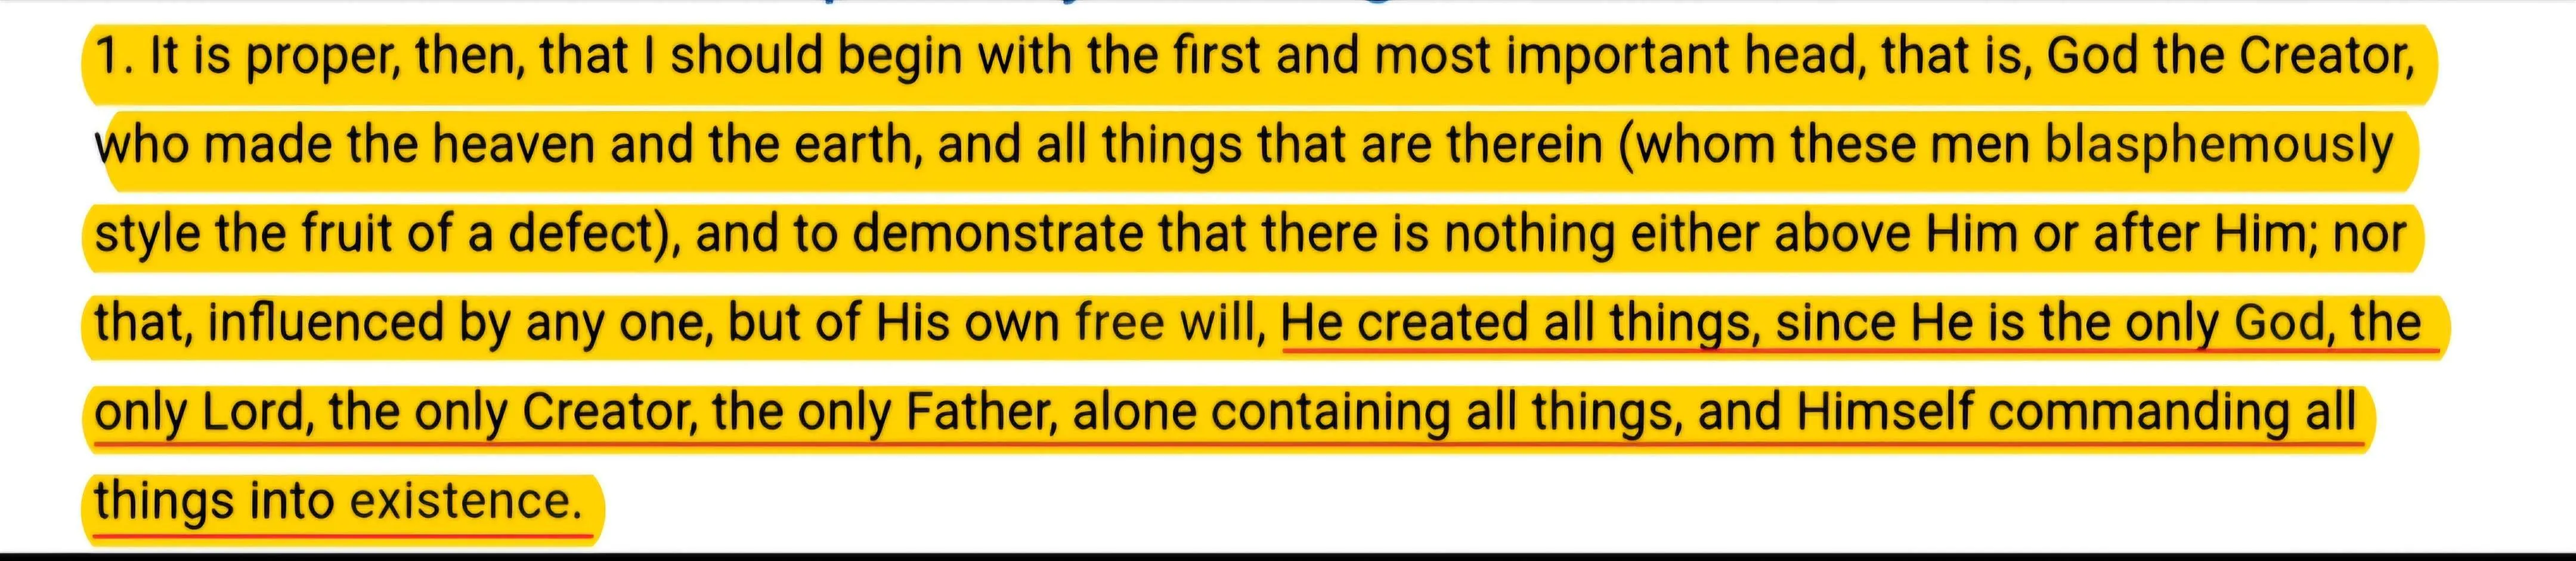 1. It is proper, then, that I should begin with the first and most important head, that is, God the Creator,
who made the heaven and the earth, and all things that are therein (whom these men blasphemously
style the fruit of a defect), and to demonstrate that there is nothing either above Him or after Him; nor
that, influenced by any one, but of His own free will, He created all things, since He is the only God, the
only Lord, the only Creator, the only Father, alone containing all things, and Himself commanding all
things into existence.